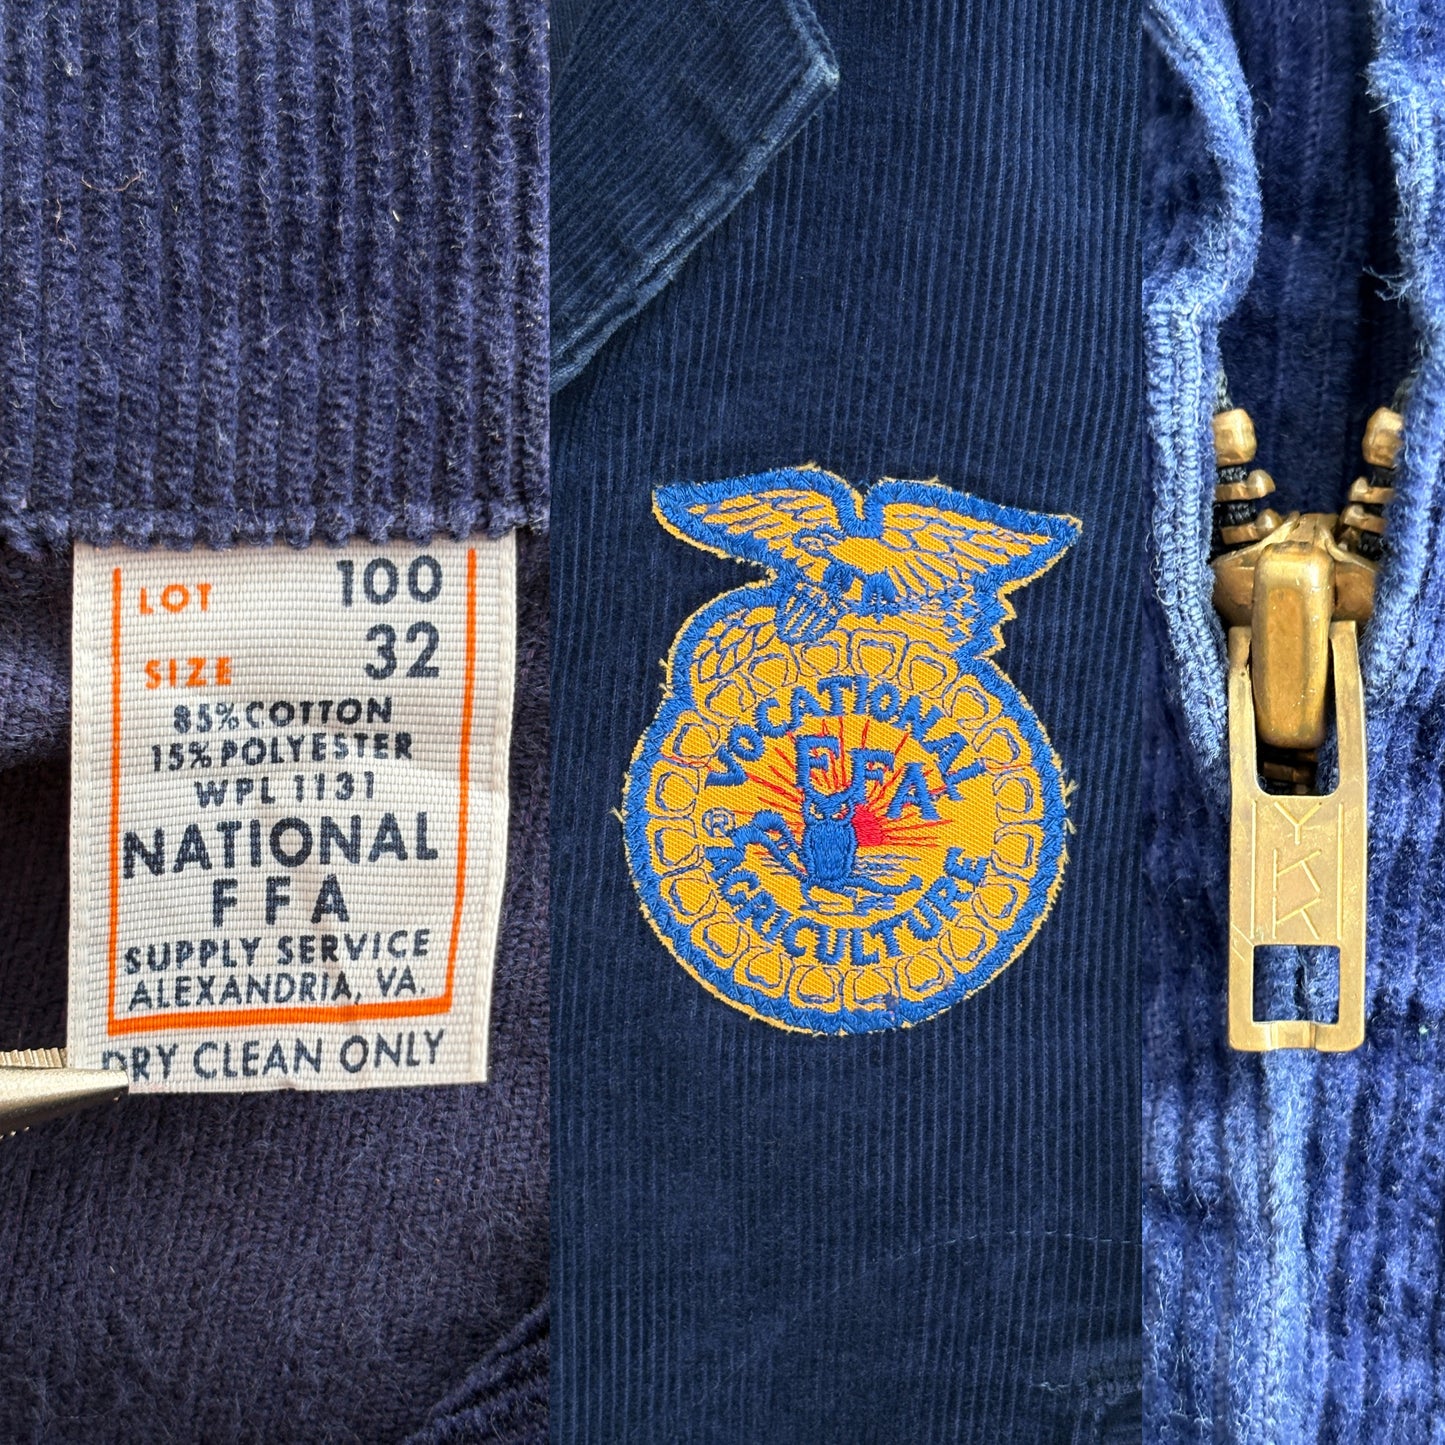 LOT 100
SIZE 32
85% COTTON
15% POLYESTER
WPL 1131
NATIONAL
FFA
SUPPLY SERVICE
ALEXANDRIA, VA.
DRY CLEAN ONLY
VOCATIONAL
FFA
®
AGRICULTURE
YKK